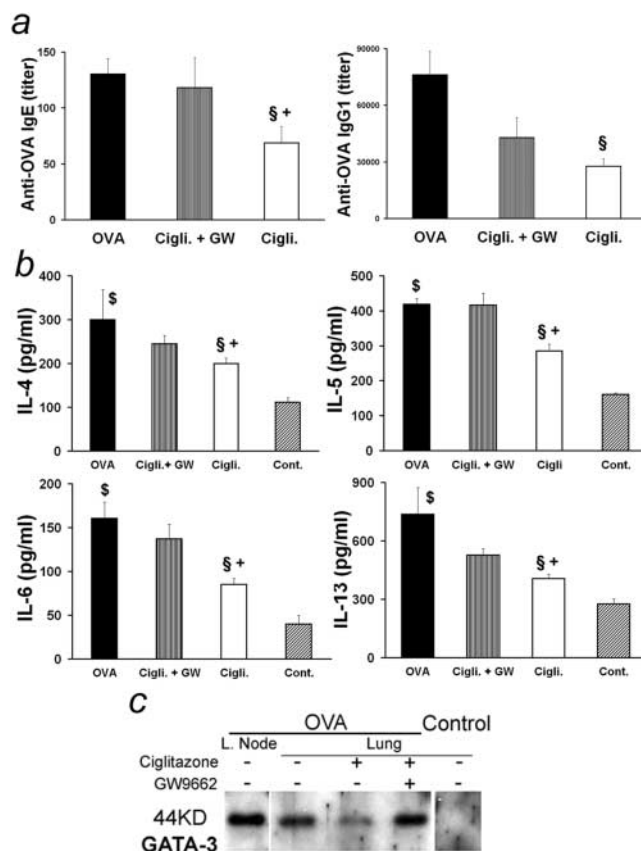 a
Anti-OVA IgE (titer)
150
100
50
0
§ +
OVA Cigli. + GW Cigli.
Anti-OVA IgG1 (titer)
90000
60000
30000
0
§
OVA Cigli. + GW Cigli.
b
IL-4 (pg/ml)
400
300
200
100
0
$
§ +
OVA Cigli.+ GW Cigli. Cont.
IL-5 (pg/ml)
500
400
300
200
100
0
$
§ +
OVA Cigli. + GW Cigli Cont.
IL-6 (pg/ml)
200
150
100
50
0
$
§ +
OVA Cigli. + GW Cigli. Cont.
IL-13 (pg/ml)
900
600
300
0
$
§ +
OVA Cigli. + GW Cigli. Cont.
c
OVA Control
L. Node Lung
Ciglitazone - - + + -
GW9662 - - - + -
44KD
GATA-3